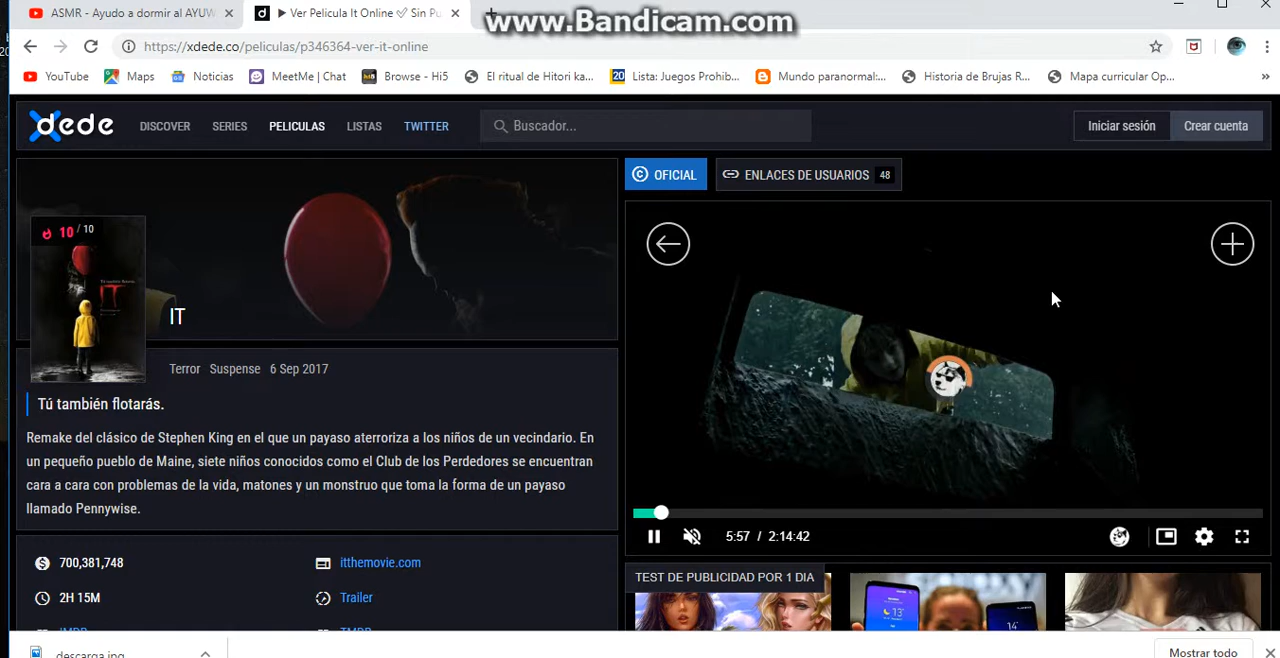 ASMR - Ayudo a dormir al AYUW
▶ Ver Pelicula It Online ✅ Sin Pu
www.Bandicam.com
https://xdede.co/peliculas/p346364-ver-it-online
YouTube Maps Noticias MeetMe | Chat Browse - Hi5 El ritual de Hitori ka... Lista: Juegos Prohib... Mundo paranormal:... Historia de Brujas R... Mapa curricular Op... »
xdede DISCOVER SERIES PELICULAS LISTAS TWITTER Buscador... Iniciar sesión Crear cuenta
OFICIAL ENLACES DE USUARIOS 48
10 / 10
Tú también flotarás.
IT
IT
Terror Suspense 6 Sep 2017
Tú también flotarás.
Remake del clásico de Stephen King en el que un payaso aterroriza a los niños de un vecindario. En
un pequeño pueblo de Maine, siete niños conocidos como el Club de los Perdedores se encuentran
cara a cara con problemas de la vida, matones y un monstruo que toma la forma de un payaso
llamado Pennywise.
5:57 / 2:14:42
700,381,748 itthemovie.com
2H 15M Trailer
IMDB TMDB
TEST DE PUBLICIDAD POR 1 DIA
descarga.jpg
Mostrar todo